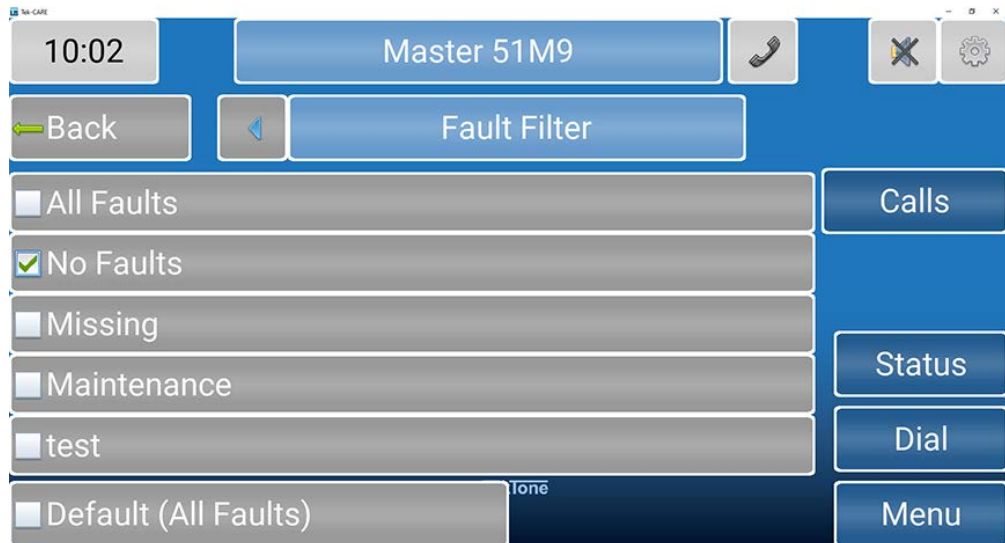 Tek-CARE
10:02
Master 51M9
Back
Fault Filter
All Faults
Calls
No Faults
Missing
Maintenance
Status
test
Dial
Tone
Default (All Faults)
Menu